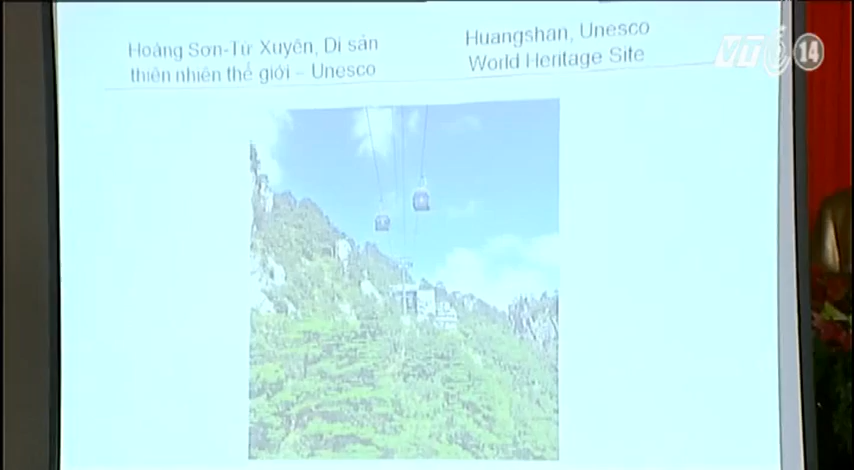 Hoàng Sơn-Tứ Xuyên, Di sản
thiên nhiên thế giới – Unesco
Huangshan, Unesco
World Heritage Site
VTC 14